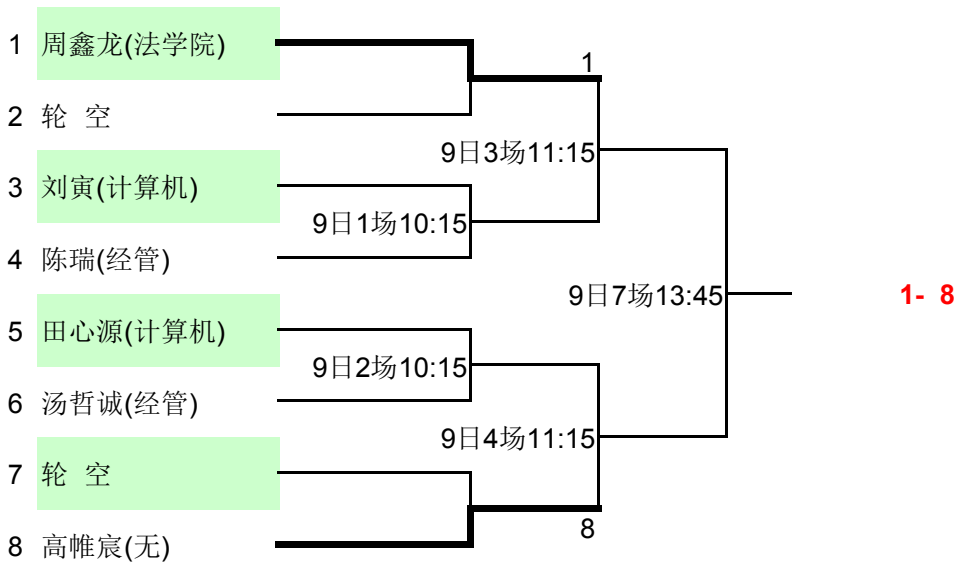 1 周鑫龙(法学院)
1
2 轮 空
9日3场11:15
3 刘寅(计算机)
9日1场10:15
4 陈瑞(经管)
9日7场13:45
1- 8
5 田心源(计算机)
9日2场10:15
6 汤哲诚(经管)
9日4场11:15
7 轮 空
8
8 高帷宸(无)